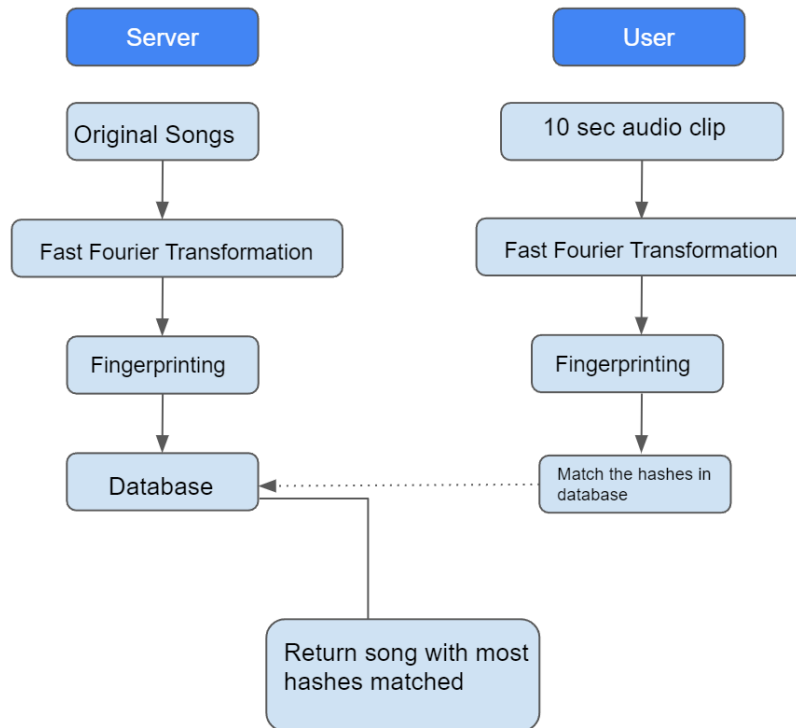 Server
User
Original Songs
10 sec audio clip
Fast Fourier Transformation
Fast Fourier Transformation
Fingerprinting
Fingerprinting
Database
Match the hashes in
database
Return song with most
hashes matched